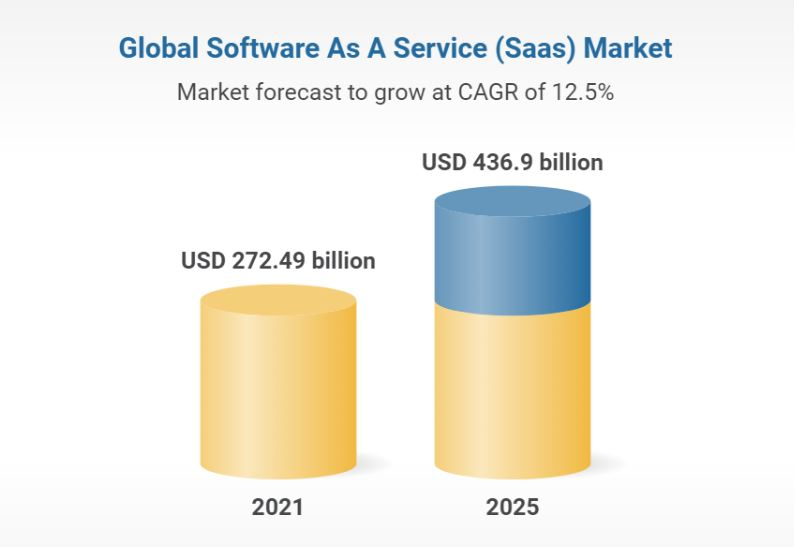 Global Software As A Service (Saas) Market
Market forecast to grow at CAGR of 12.5%
USD 436.9 billion
USD 272.49 billion
2021
2025